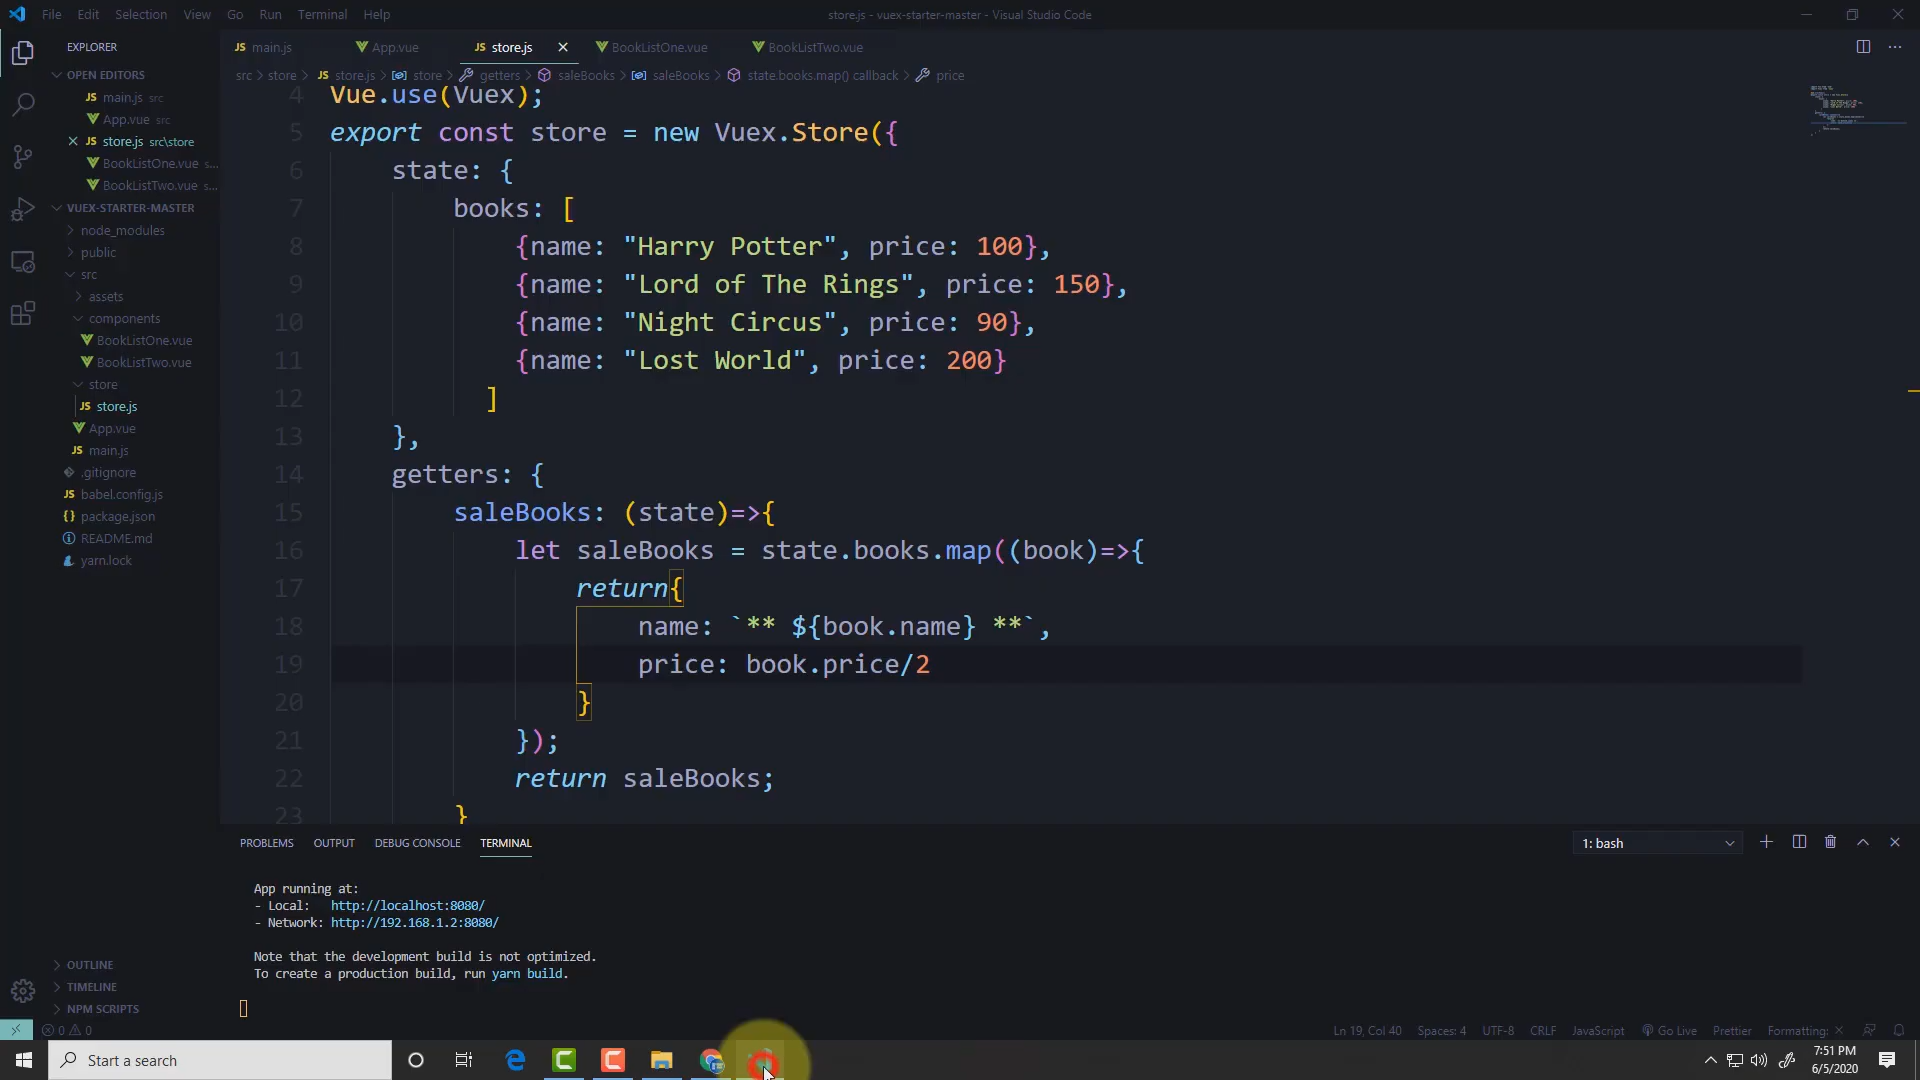 File Edit Selection View Go Run Terminal Help
store.js - vuex-starter-master - Visual Studio Code
EXPLORER
OPEN EDITORS
JS main.js src
App.vue src
JS store.js src\store
BookListOne.vue s...
BookListTwo.vue s...
VUEX-STARTER-MASTER
node_modules
public
src
assets
components
BookListOne.vue
BookListTwo.vue
store
JS store.js
App.vue
JS main.js
.gitignore
JS babel.config.js
{} package.json
README.md
yarn.lock
OUTLINE
TIMELINE
NPM SCRIPTS
JS main.js App.vue JS store.js BookListOne.vue BookListTwo.vue
src > store > JS store.js > store > getters > saleBooks > saleBooks > state.books.map() callback > price
4 Vue.use(Vuex);
5 export const store = new Vuex.Store({
6 state: {
7 books: [
8 {name: "Harry Potter", price: 100},
9 {name: "Lord of The Rings", price: 150},
10 {name: "Night Circus", price: 90},
11 {name: "Lost World", price: 200}
12 ]
13 },
14 getters: {
15 saleBooks: (state)=>{
16 let saleBooks = state.books.map((book)=>{
17 return{
18 name: `** ${book.name} **`,
19 price: book.price/2
20 }
21 });
22 return saleBooks;
23 }
PROBLEMS OUTPUT DEBUG CONSOLE TERMINAL
1: bash
App running at:
- Local: http://localhost:8080/
- Network: http://192.168.1.2:8080/
Note that the development build is not optimized.
To create a production build, run yarn build.
0 0
Ln 19, Col 40 Spaces: 4 UTF-8 CRLF JavaScript Go Live Prettier Formatting: ×
Start a search
7:51 PM
6/5/2020